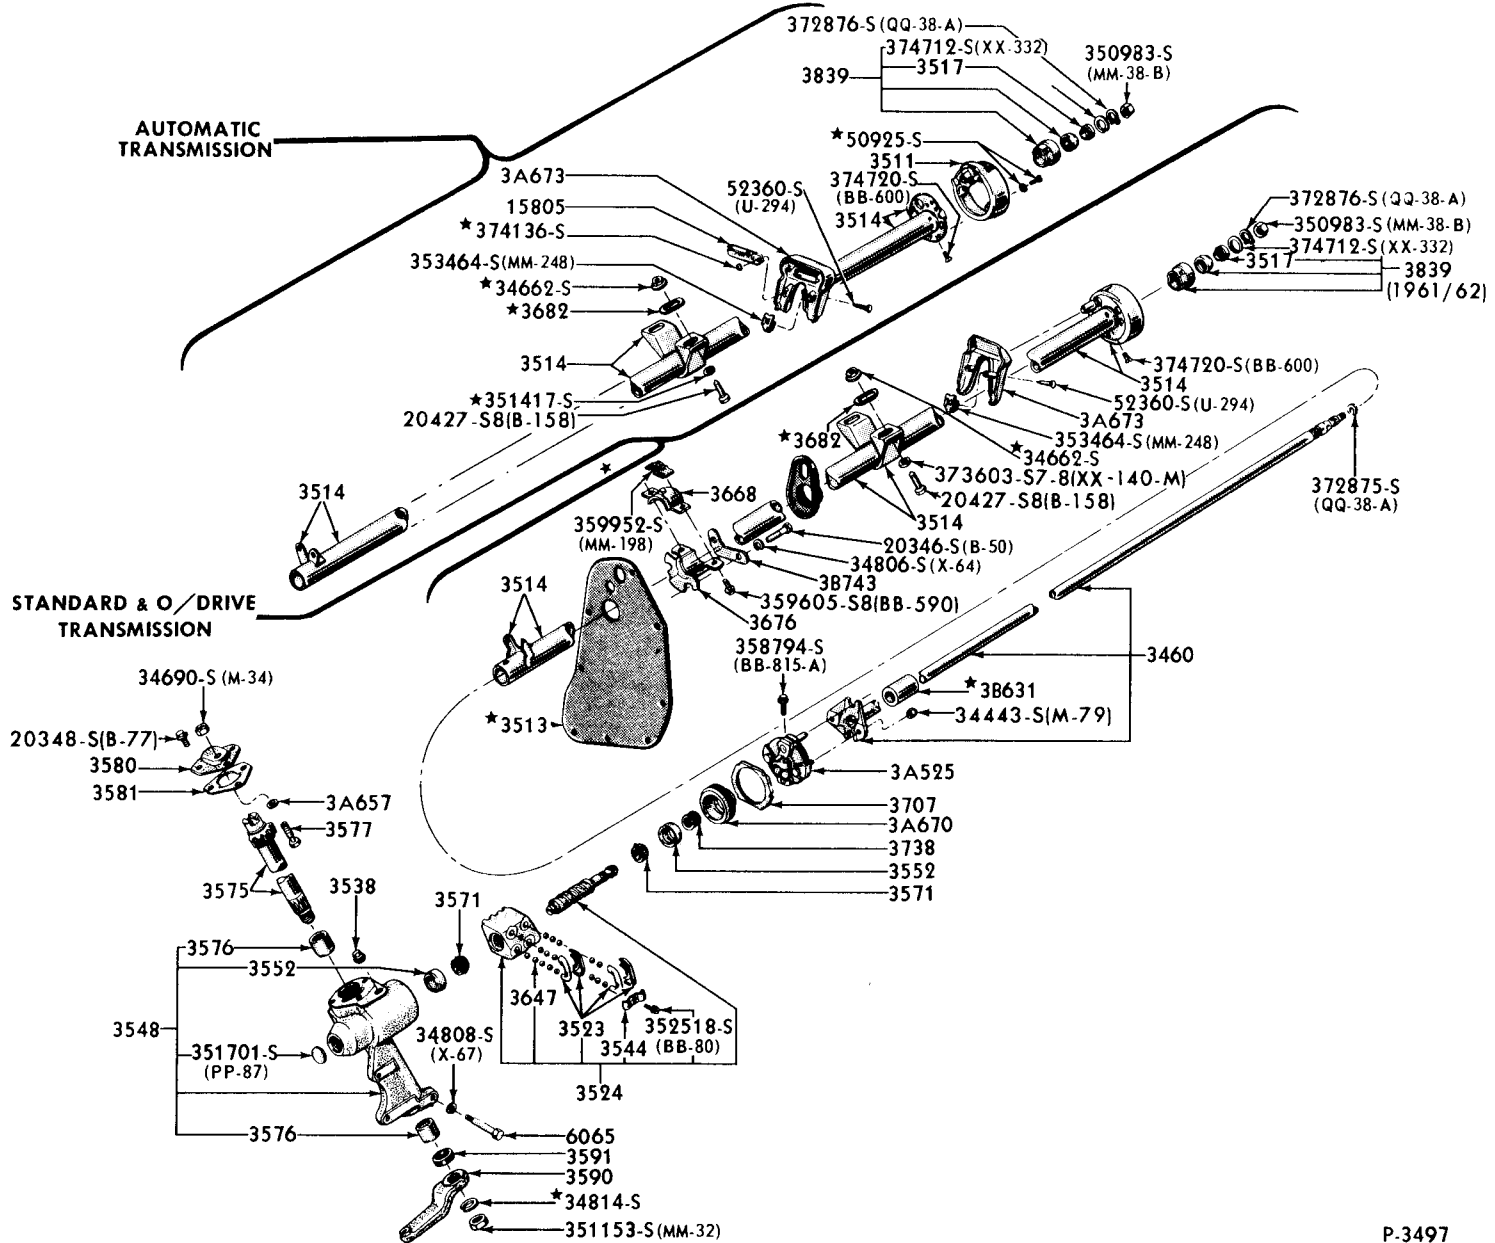 372876-S (QQ-38-A)
374712-S (XX-332)
3517
3839
350983-S
(MM-38-B)
AUTOMATIC
TRANSMISSION
★ 50925-S
3511
374720-S
(BB-600)
3514
3A673
52360-S
(U-294)
15805
★ 374136-S
353464-S (MM-248)
★ 34662-S
★ 3682
3514
★ 351417-S
20427-S8(B-158)
372876-S (QQ-38-A)
350983-S (MM-38-B)
374712-S (XX-332)
3517
3839
(1961/62)
374720-S (BB-600)
3514
52360-S (U-294)
3A673
353464-S (MM-248)
★ 34662-S
★ 3682
373603-S7-8(XX-140-M)
20427-S8(B-158)
3514
372875-S
(QQ-38-A)
★
3668
359952-S
(MM-198)
3514
20346-S (B-50)
34806-S (X-64)
3B743
359605-S8(BB-590)
3676
3514
STANDARD & O/DRIVE
TRANSMISSION
358794-S
(BB-815-A)
3460
★ 3B631
34443-S(M-79)
★ 3513
34690-S (M-34)
20348-S(B-77)
3580
3581
3A657
3577
3A525
3707
3A670
3738
3552
3571
3575
3538
3571
3576
3552
3647
3523
3544
352518-S
(BB-80)
3524
3548
351701-S
(PP-87)
34808-S
(X-67)
3576
6065
3591
3590
★ 34814-S
351153-S (MM-32)
P-3497